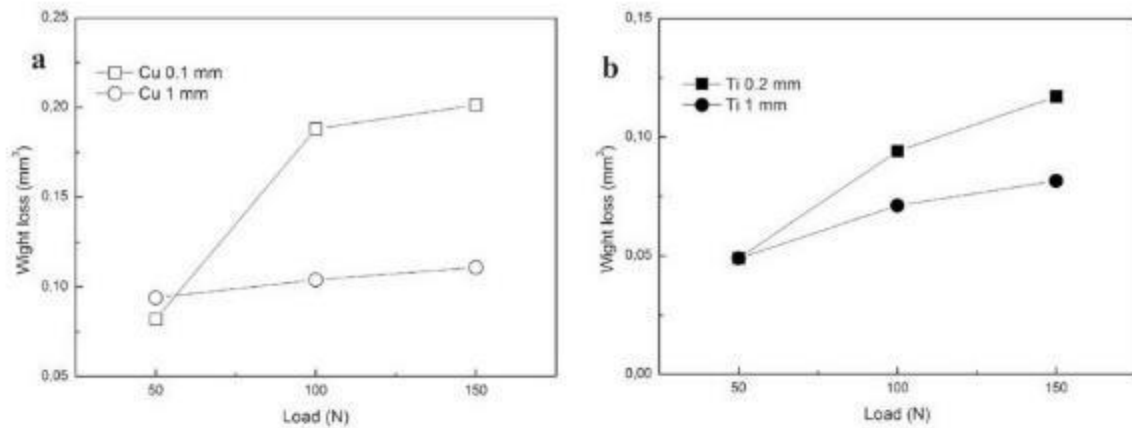 a
Cu 0.1 mm
Cu 1 mm
0.25
0.20
0.15
0.10
0.05
Wight loss (mm³)
50
100
150
Load (N)
b
Ti 0.2 mm
Ti 1 mm
0,15
0,10
0,05
0,00
Wight loss (mm³)
50
100
150
Load (N)